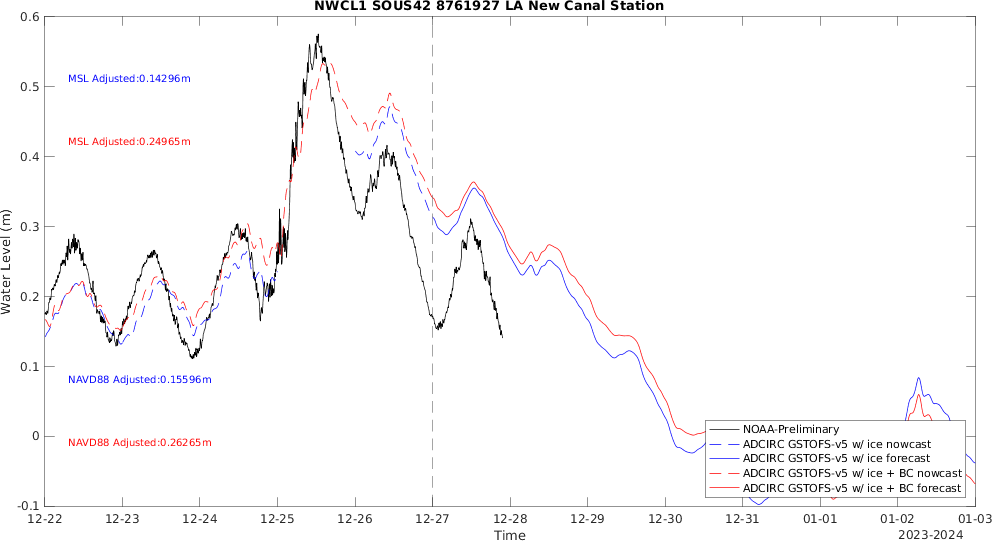 NWCL1 SOUS42 8761927 LA New Canal Station
0.6
0.5
0.4
0.3
0.2
0.1
0
-0.1
Water Level (m)
MSL Adjusted:0.14296m
MSL Adjusted:0.24965m
NAVD88 Adjusted:0.15596m
NAVD88 Adjusted:0.26265m
NOAA-Preliminary
ADCIRC GSTOFS-v5 w/ ice nowcast
ADCIRC GSTOFS-v5 w/ ice forecast
ADCIRC GSTOFS-v5 w/ ice + BC nowcast
ADCIRC GSTOFS-v5 w/ ice + BC forecast
12-22 12-23 12-24 12-25 12-26 12-27 12-28 12-29 12-30 12-31 01-01 01-02 01-03
Time
2023-2024